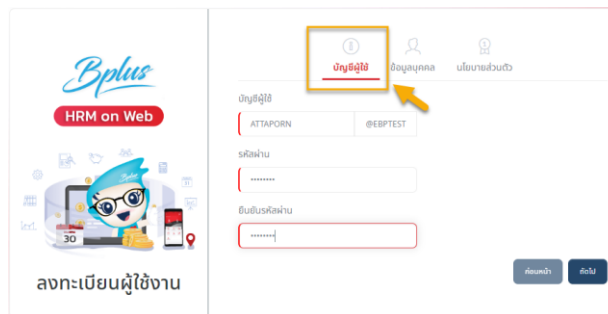 Bplus
HRM on Web
Bplus
30
ลงทะเบียนผู้ใช้งาน
บัญชีผู้ใช้
ข้อมูลบุคคล
นโยบายส่วนตัว
บัญชีผู้ใช้
ATTAPORN
@EBPTEST
รหัสผ่าน
••••••••
ยืนยันรหัสผ่าน
••••••••
ก่อนหน้า
ถัดไป